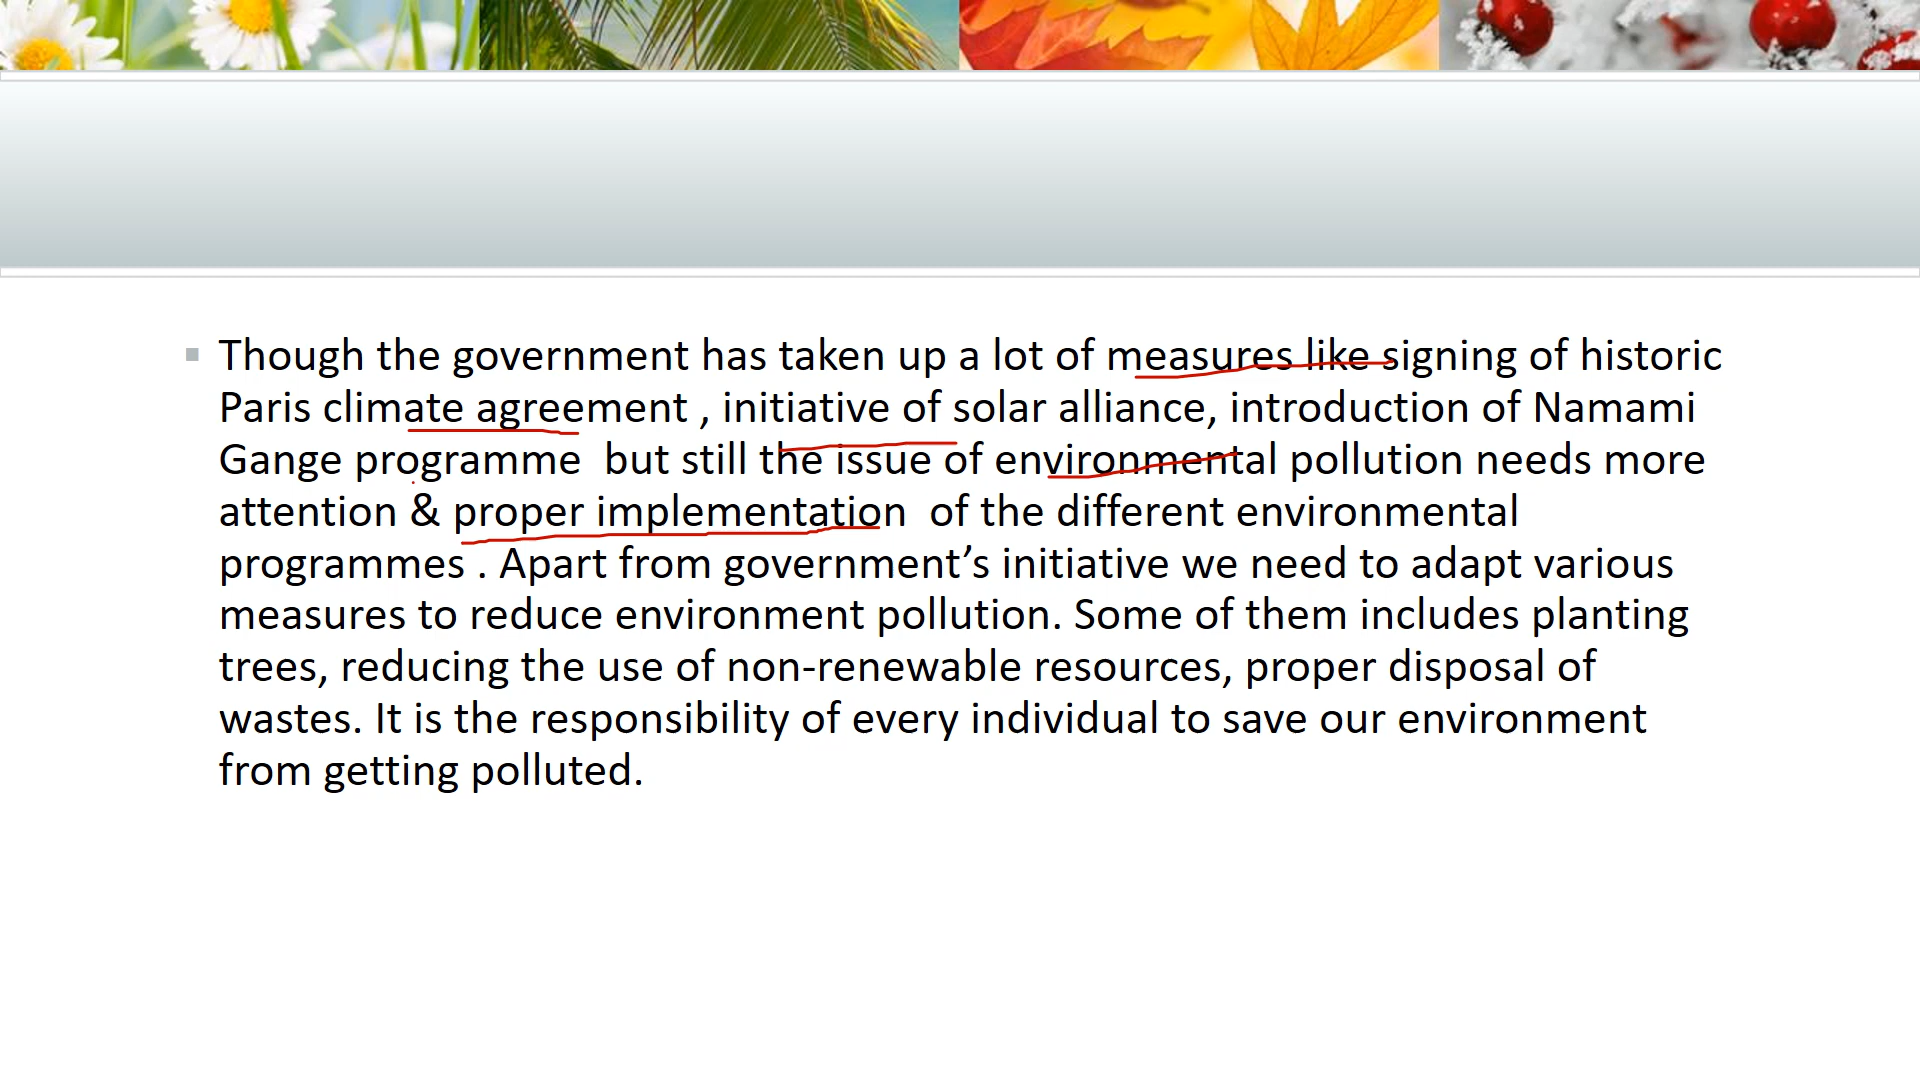 Though the government has taken up a lot of measures like signing of historic
Paris climate agreement , initiative of solar alliance, introduction of Namami
Gange programme  but still the issue of environmental pollution needs more
attention & proper implementation  of the different environmental
programmes . Apart from government’s initiative we need to adapt various
measures to reduce environment pollution. Some of them includes planting
trees, reducing the use of non-renewable resources, proper disposal of
wastes. It is the responsibility of every individual to save our environment
from getting polluted.